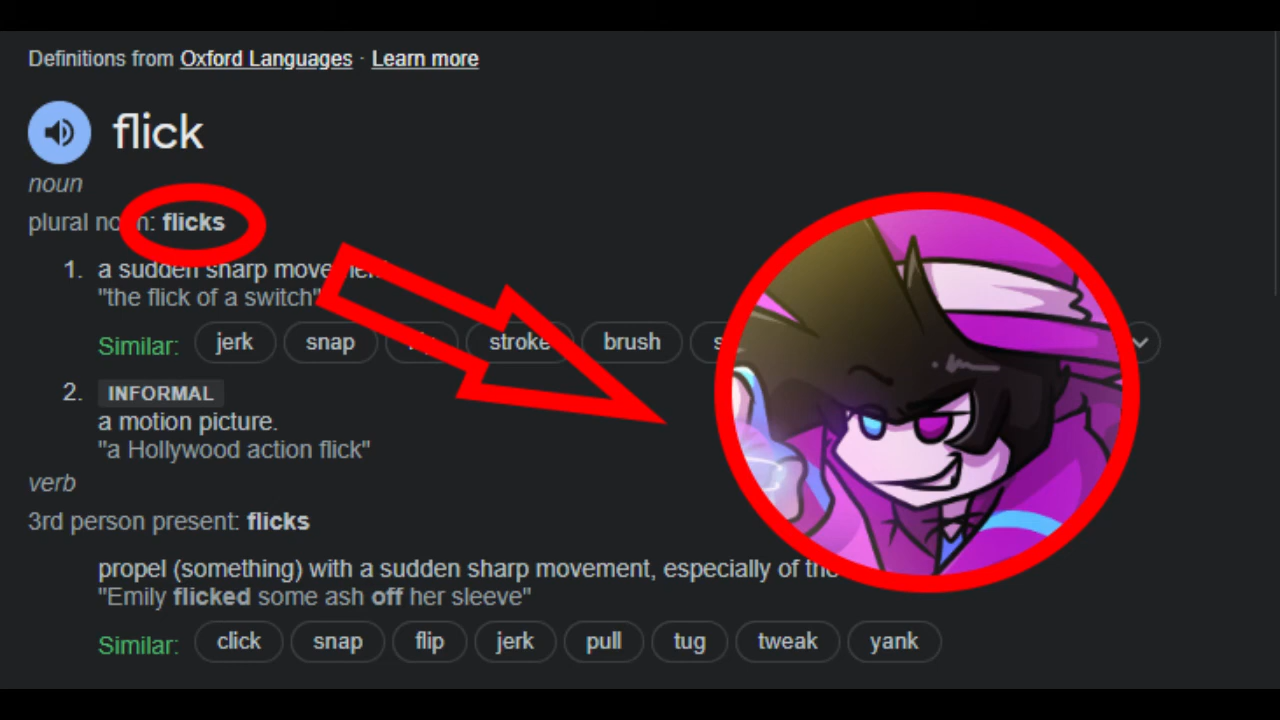 Definitions from Oxford Languages · Learn more
flick
noun
plural noun: flicks
1. a sudden sharp movement
"the flick of a switch"
Similar: jerk snap stroke brush
2. INFORMAL
a motion picture.
"a Hollywood action flick"
verb
3rd person present: flicks
propel (something) with a sudden sharp movement, especially of the
"Emily flicked some ash off her sleeve"
Similar: click snap flip jerk pull tug tweak yank